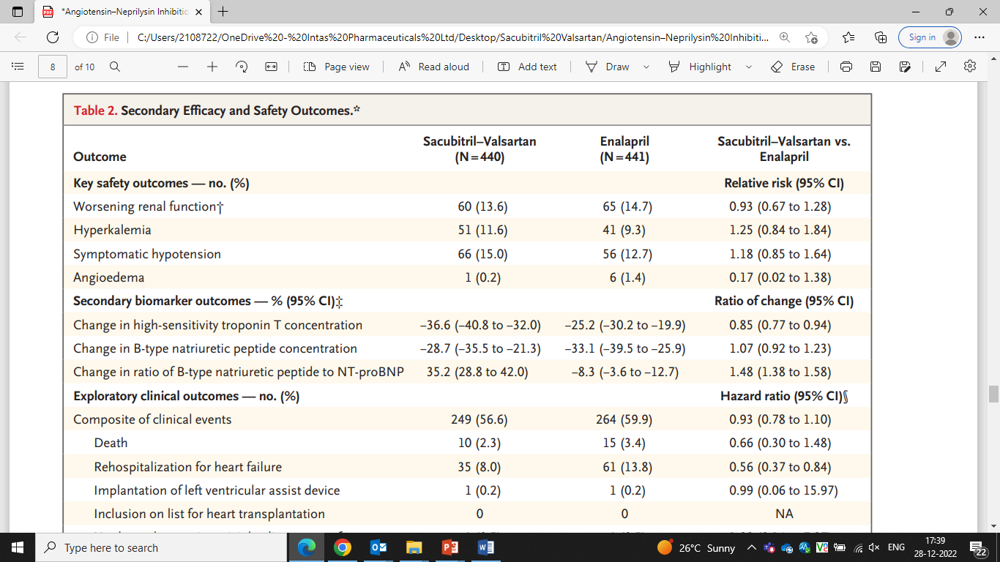 *Angiotensin–Neprilysin Inhibitic
File
C:/Users/2108722/OneDrive%20-%20Intas%20Pharmaceuticals%20Ltd/Desktop/Sacubitril%20Valsartan/Angiotensin–Neprilysin%20Inhibiti...
Sign in
8 of 10
Page view
Read aloud
Add text
Draw
Highlight
Erase
Table 2. Secondary Efficacy and Safety Outcomes.*
Outcome Sacubitril–Valsartan (N=440) Enalapril (N=441) Sacubitril–Valsartan vs. Enalapril
Key safety outcomes — no. (%) Relative risk (95% CI)
Worsening renal function† 60 (13.6) 65 (14.7) 0.93 (0.67 to 1.28)
Hyperkalemia 51 (11.6) 41 (9.3) 1.25 (0.84 to 1.84)
Symptomatic hypotension 66 (15.0) 56 (12.7) 1.18 (0.85 to 1.64)
Angioedema 1 (0.2) 6 (1.4) 0.17 (0.02 to 1.38)
Secondary biomarker outcomes — % (95% CI)‡ Ratio of change (95% CI)
Change in high-sensitivity troponin T concentration −36.6 (−40.8 to −32.0) −25.2 (−30.2 to −19.9) 0.85 (0.77 to 0.94)
Change in B-type natriuretic peptide concentration −28.7 (−35.5 to −21.3) −33.1 (−39.5 to −25.9) 1.07 (0.92 to 1.23)
Change in ratio of B-type natriuretic peptide to NT-proBNP 35.2 (28.8 to 42.0) −8.3 (−3.6 to −12.7) 1.48 (1.38 to 1.58)
Exploratory clinical outcomes — no. (%) Hazard ratio (95% CI)§
Composite of clinical events 249 (56.6) 264 (59.9) 0.93 (0.78 to 1.10)
Death 10 (2.3) 15 (3.4) 0.66 (0.30 to 1.48)
Rehospitalization for heart failure 35 (8.0) 61 (13.8) 0.56 (0.37 to 0.84)
Implantation of left ventricular assist device 1 (0.2) 1 (0.2) 0.99 (0.06 to 15.97)
Inclusion on list for heart transplantation 0 0 NA
Type here to search
26°C Sunny
ENG
17:39
28-12-2022
22